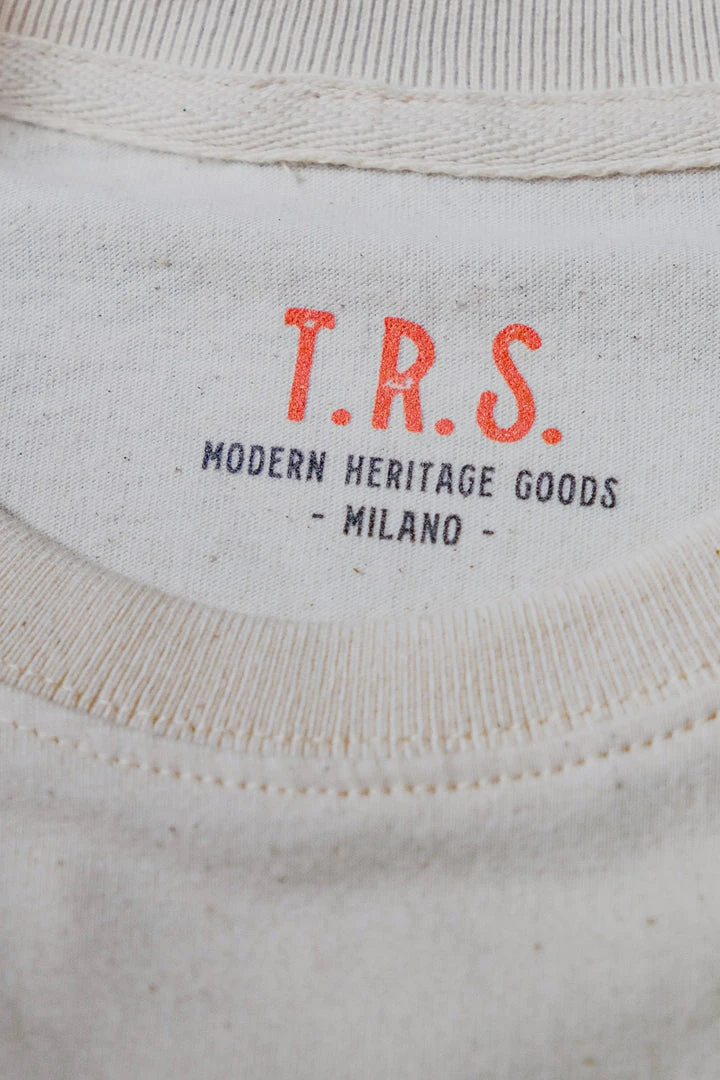 T.R.S.
MODERN HERITAGE GOODS
- MILANO -